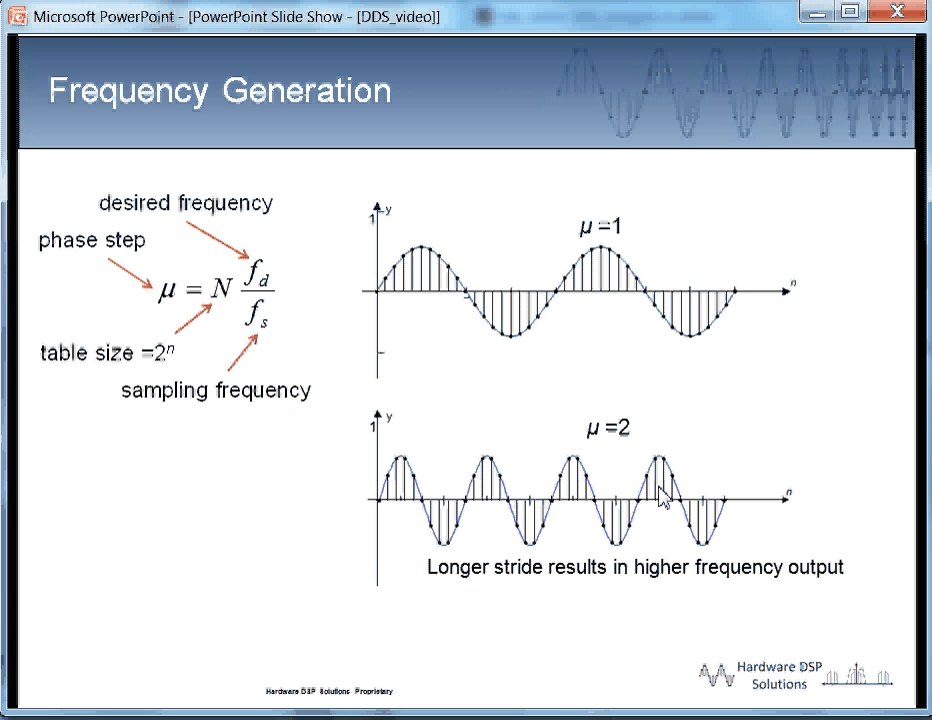 Microsoft PowerPoint - [PowerPoint Slide Show - [DDS_video]]
Frequency Generation
desired frequency
phase step
μ = N f_d / f_s
table size =2ⁿ
sampling frequency
1
y
μ =1
n
1
y
μ =2
n
Longer stride results in higher frequency output
Hardware DSP
Solutions
Hardware DSP Solutions Proprietary